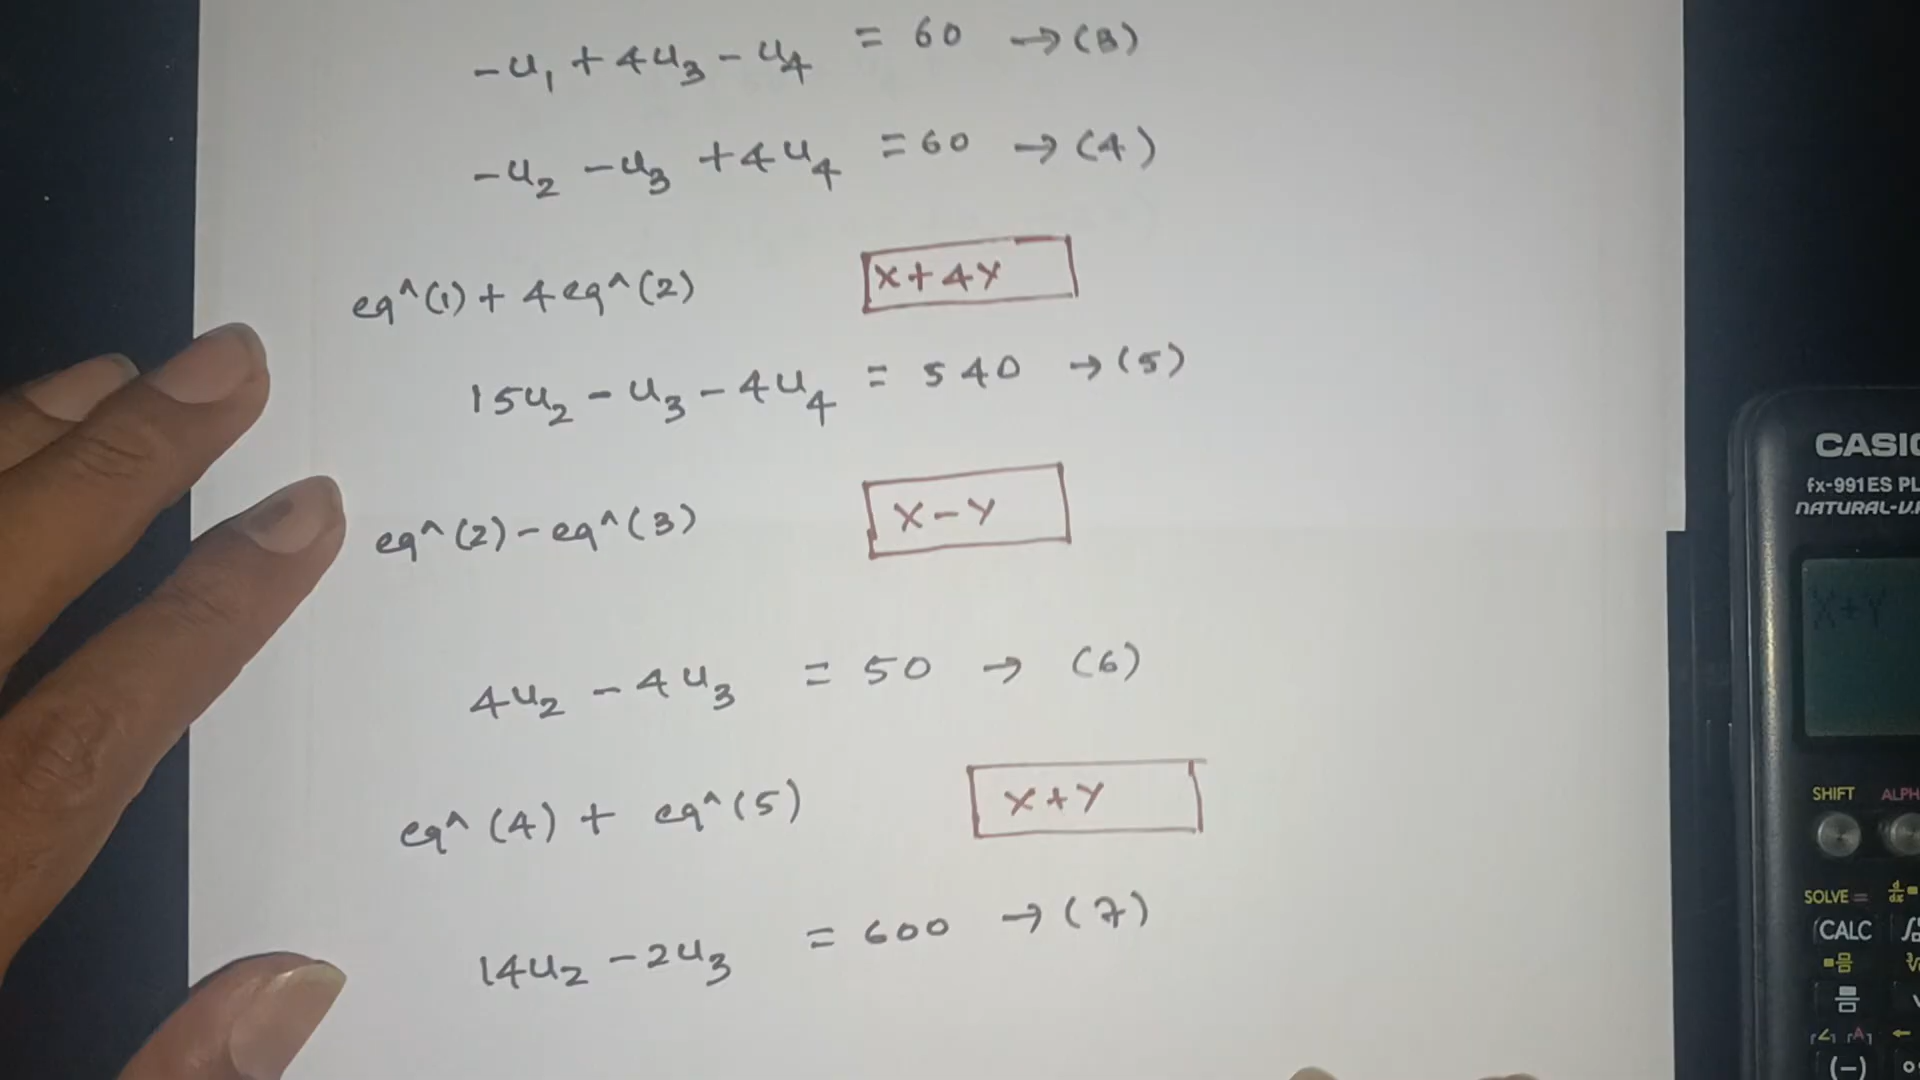 -u₁ + 4u₃ - u₄ = 60 → (3)
-u₂ - u₃ + 4u₄ = 60 → (4)
eq^(1) + 4eq^(2) X + 4Y
15u₂ - u₃ - 4u₄ = 540 → (5)
eq^(2) - eq^(3) X - Y
4u₂ - 4u₃ = 50 → (6)
eq^(4) + eq^(5) X + Y
14u₂ - 2u₃ = 600 → (7)
CASIO
fx-991ES PL
NATURAL-V.P
X+Y
SHIFT ALPH
SOLVE =
CALC
(-)